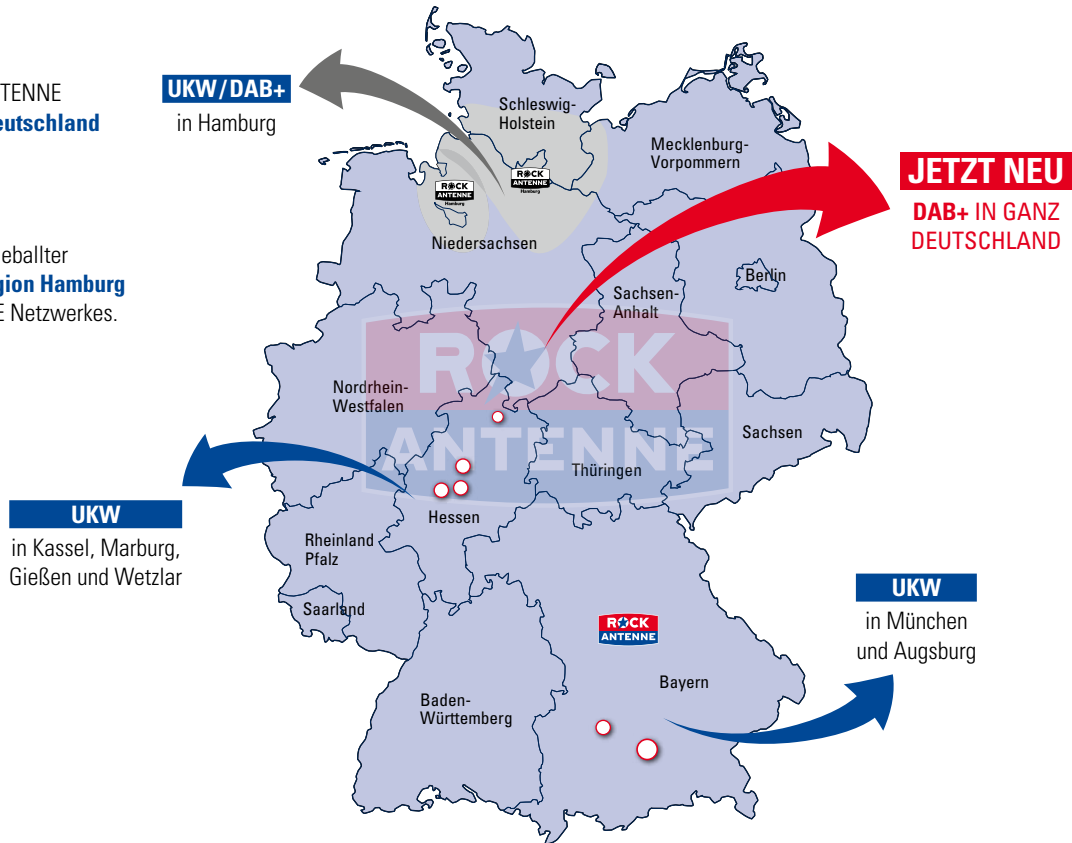 TENNE
eutschland
eballter
gion Hamburg
E Netzwerkes.
UKW/DAB+
in Hamburg
JETZT NEU
DAB+ IN GANZ
DEUTSCHLAND
UKW
in Kassel, Marburg,
Gießen und Wetzlar
UKW
in München
und Augsburg
Schleswig-
Holstein
Mecklenburg-
Vorpommern
ROCK
ANTENNE
Hamburg
ROCK
ANTENNE
Hamburg
Niedersachsen
Berlin
Sachsen-
Anhalt
ROCK
ANTENNE
Nordrhein-
Westfalen
Sachsen
Thüringen
Hessen
Rheinland
Pfalz
Saarland
ROCK
ANTENNE
Bayern
Baden-
Württemberg